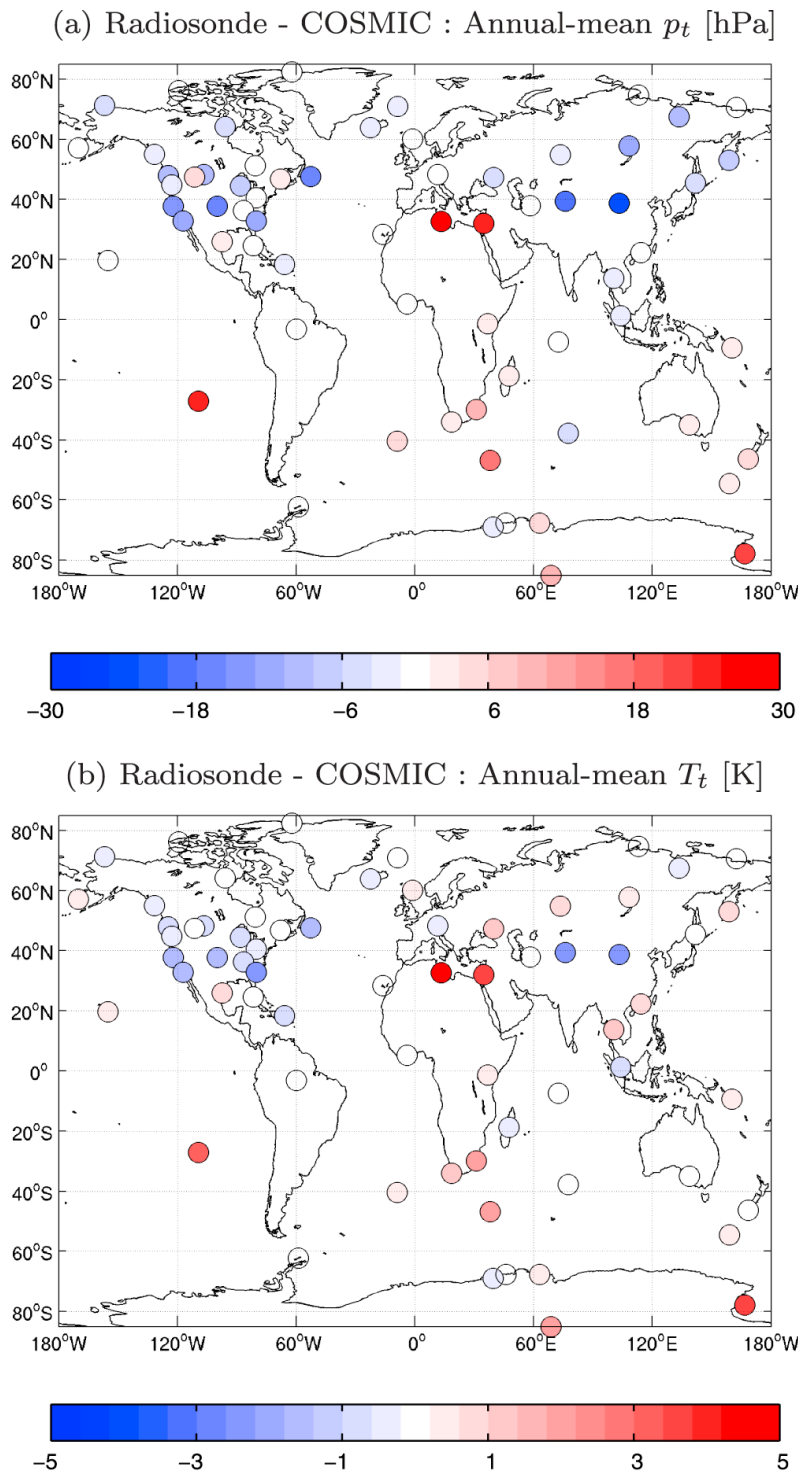 (a) Radiosonde - COSMIC : Annual-mean pt [hPa]
80°N
60°N
40°N
20°N
0°
20°S
40°S
60°S
80°S
180°W 120°W 60°W 0° 60°E 120°E 180°W
-30 -18 -6 6 18 30
(b) Radiosonde - COSMIC : Annual-mean Tt [K]
80°N
60°N
40°N
20°N
0°
20°S
40°S
60°S
80°S
180°W 120°W 60°W 0° 60°E 120°E 180°W
-5 -3 -1 1 3 5